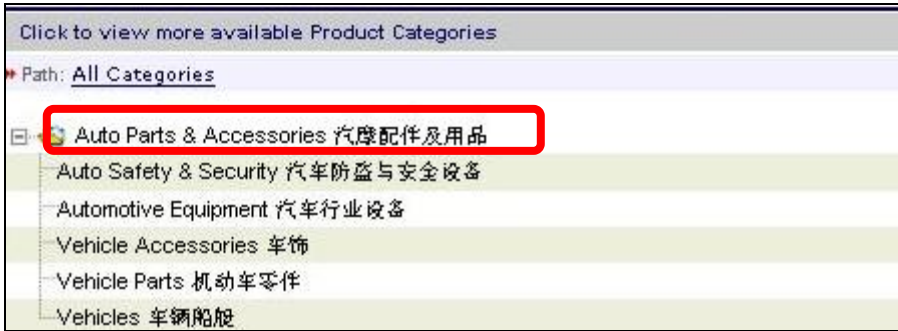 Click to view more available Product Categories
Path: All Categories
Auto Parts & Accessories 汽摩配件及用品
Auto Safety & Security 汽车防盗与安全设备
Automotive Equipment 汽车行业设备
Vehicle Accessories 车饰
Vehicle Parts 机动车零件
Vehicles 车辆船艇